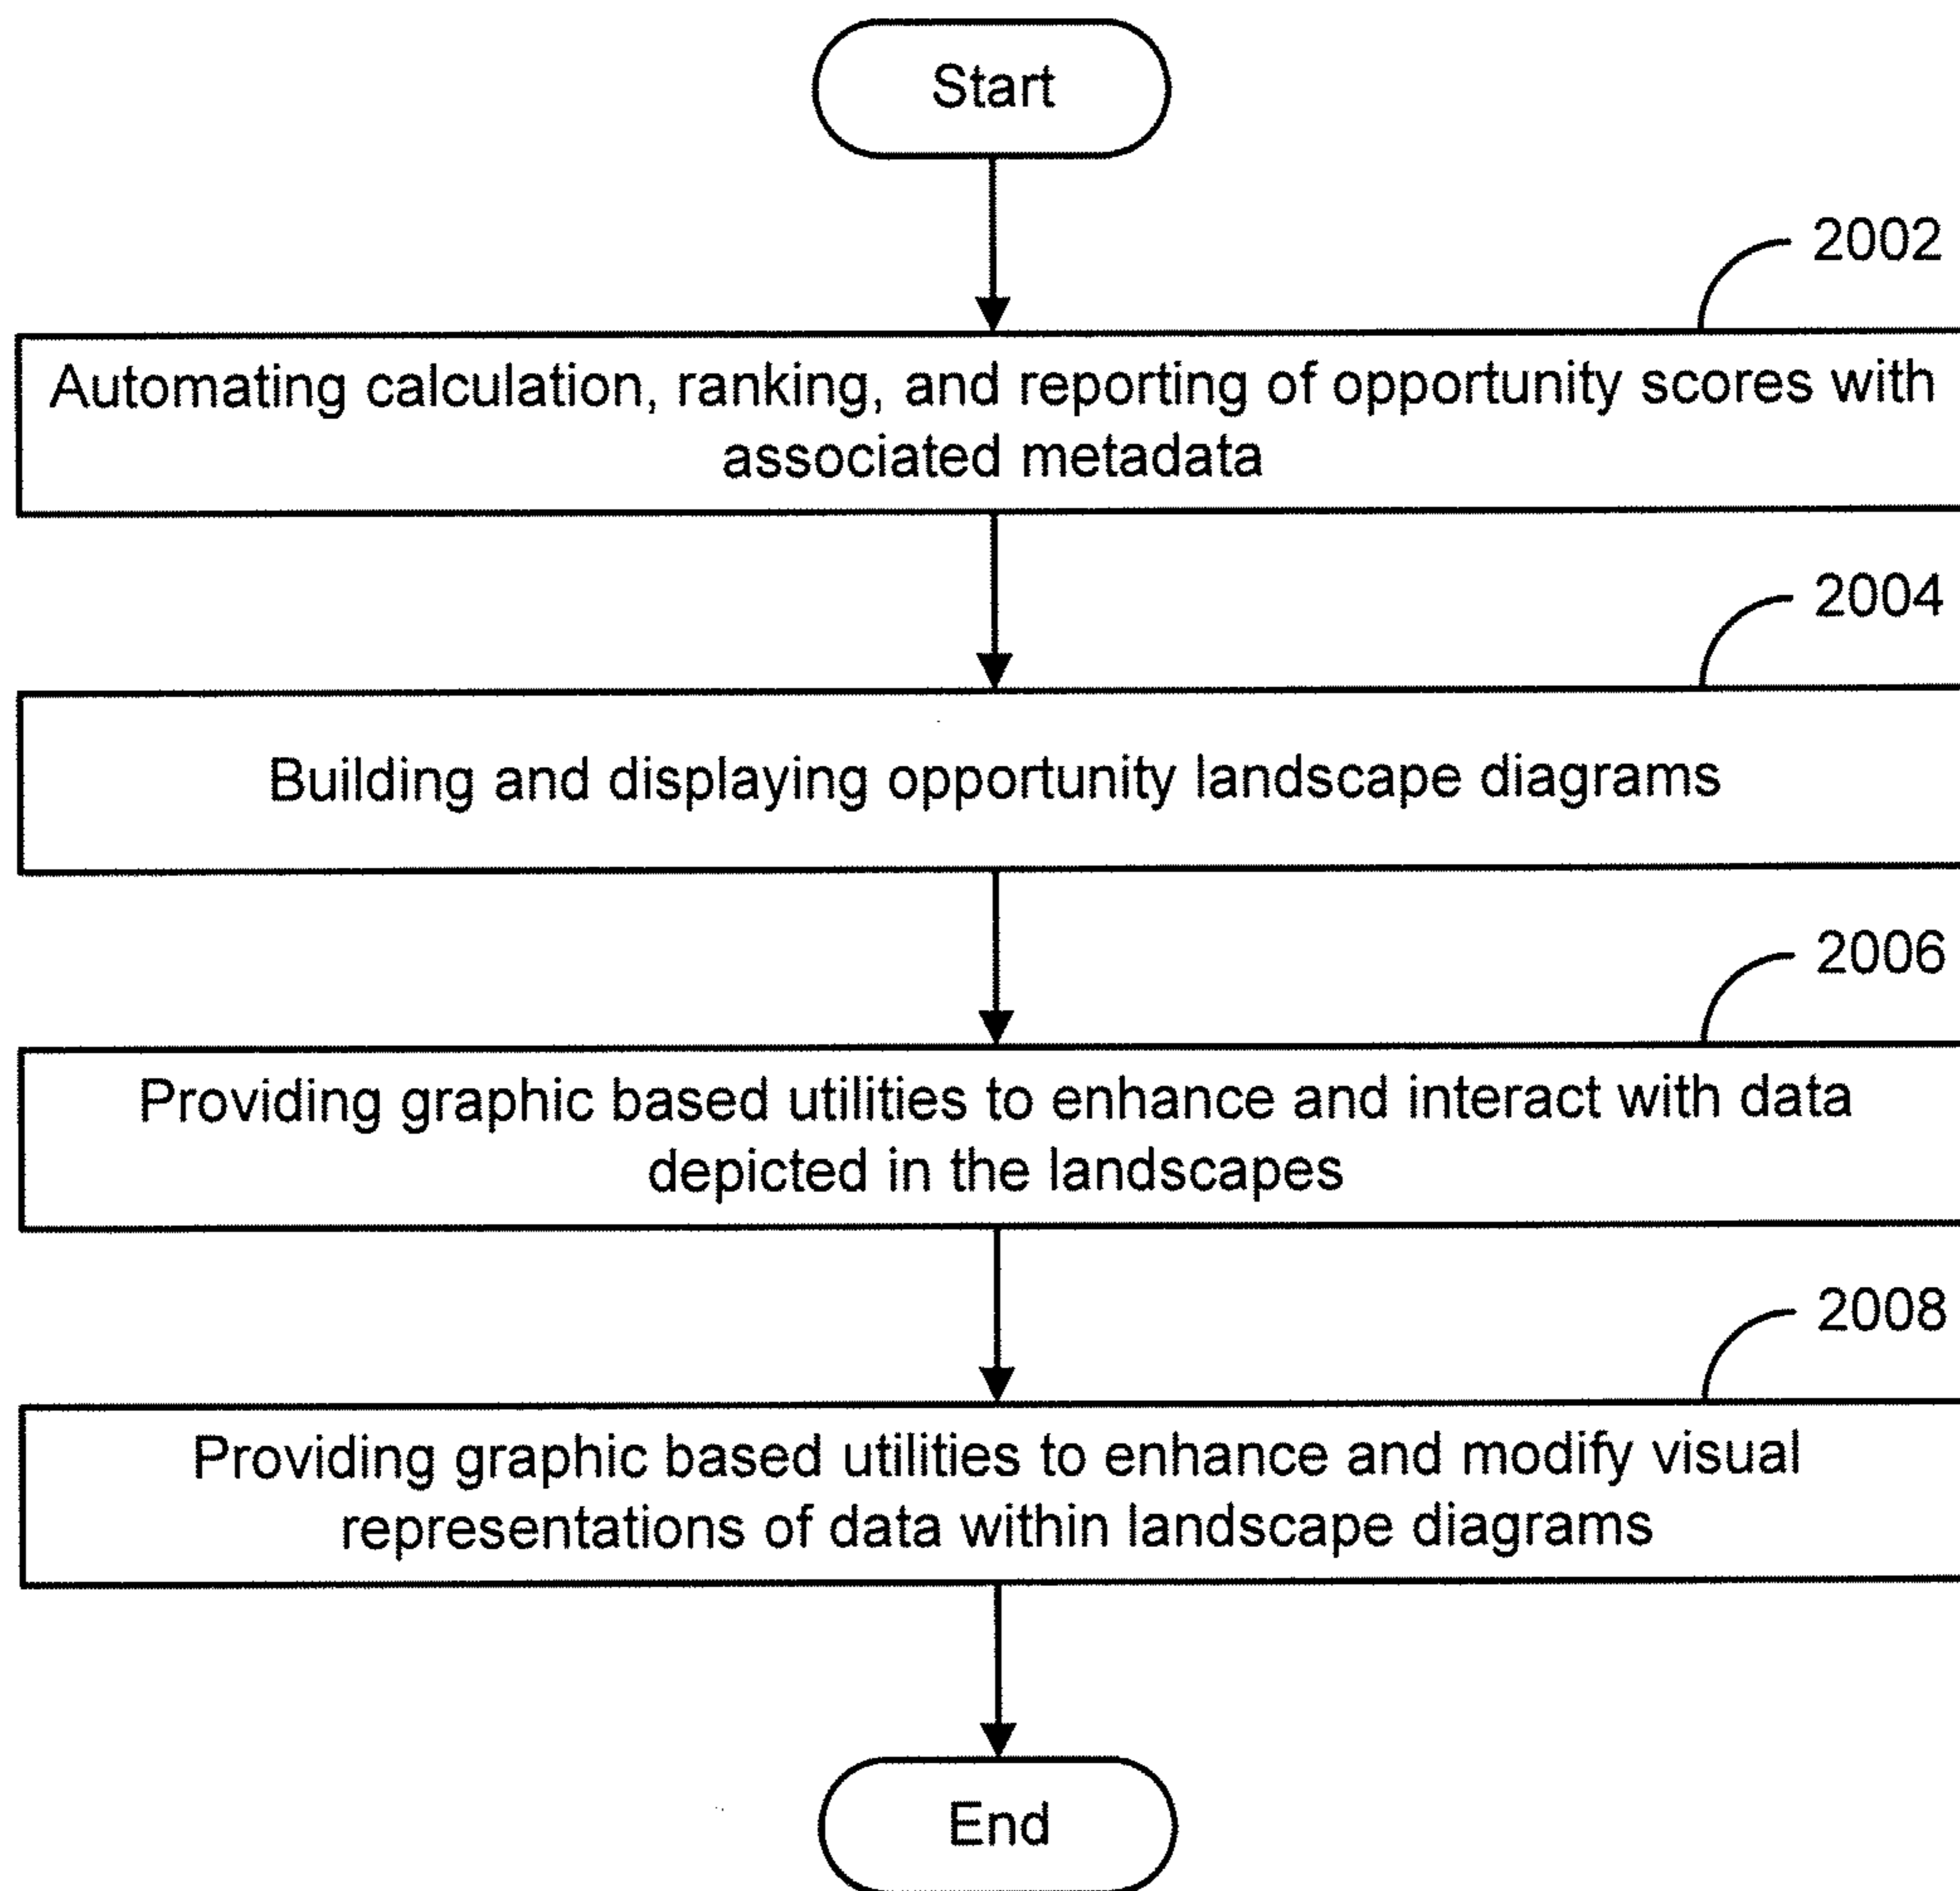 Start
2002
Automating calculation, ranking, and reporting of opportunity scores with
associated metadata
2004
Building and displaying opportunity landscape diagrams
2006
Providing graphic based utilities to enhance and interact with data
depicted in the landscapes
2008
Providing graphic based utilities to enhance and modify visual
representations of data within landscape diagrams
End